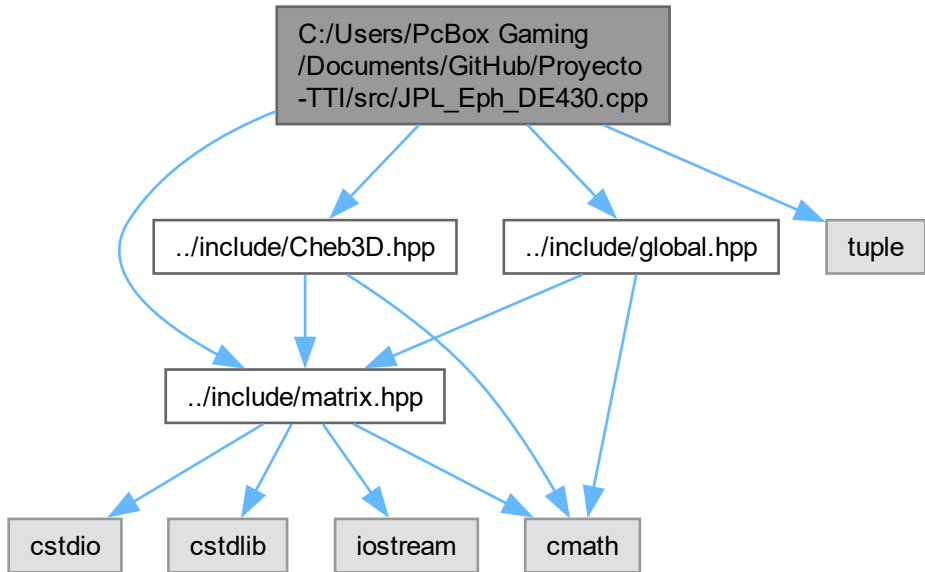 C:/Users/PcBox Gaming
/Documents/GitHub/Proyecto
-TTI/src/JPL_Eph_DE430.cpp
../include/Cheb3D.hpp
../include/global.hpp
tuple
../include/matrix.hpp
cstdio
cstdlib
iostream
cmath